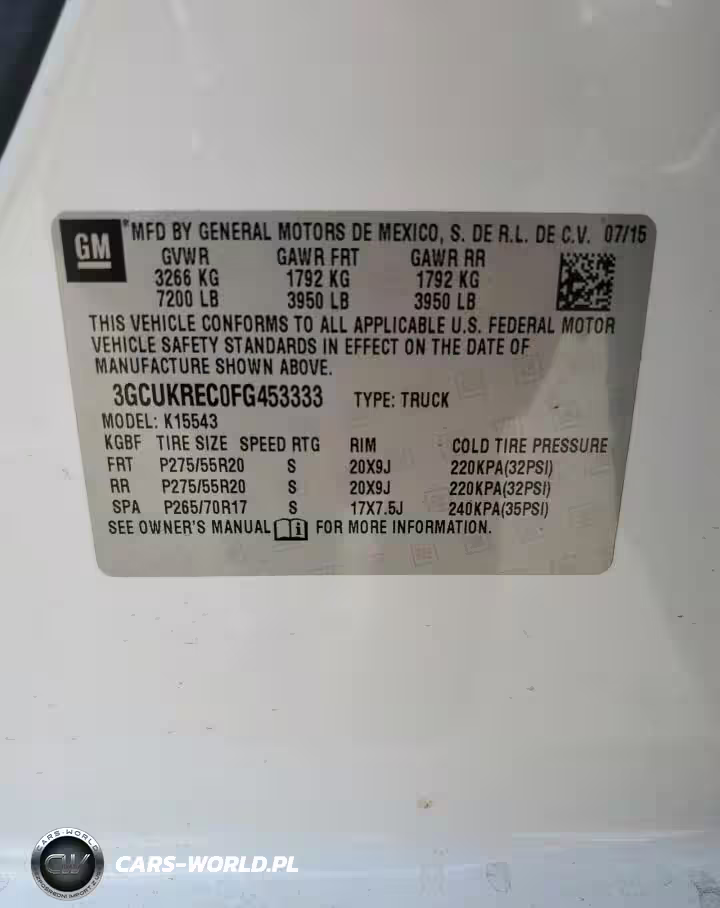 GM
MFD BY GENERAL MOTORS DE MEXICO, S. DE R.L. DE C.V. 07/15
GVWR GAWR FRT GAWR RR
3266 KG 1792 KG 1792 KG
7200 LB 3950 LB 3950 LB
THIS VEHICLE CONFORMS TO ALL APPLICABLE U.S. FEDERAL MOTOR
VEHICLE SAFETY STANDARDS IN EFFECT ON THE DATE OF
MANUFACTURE SHOWN ABOVE.
3GCUKREC0FG453333 TYPE: TRUCK
MODEL: K15543
KGBF TIRE SIZE SPEED RTG RIM COLD TIRE PRESSURE
FRT P275/55R20 S 20X9J 220KPA(32PSI)
RR P275/55R20 S 20X9J 220KPA(32PSI)
SPA P265/70R17 S 17X7.5J 240KPA(35PSI)
SEE OWNER'S MANUAL FOR MORE INFORMATION.
CARS-WORLD
CW
CARS-WORLD.PL